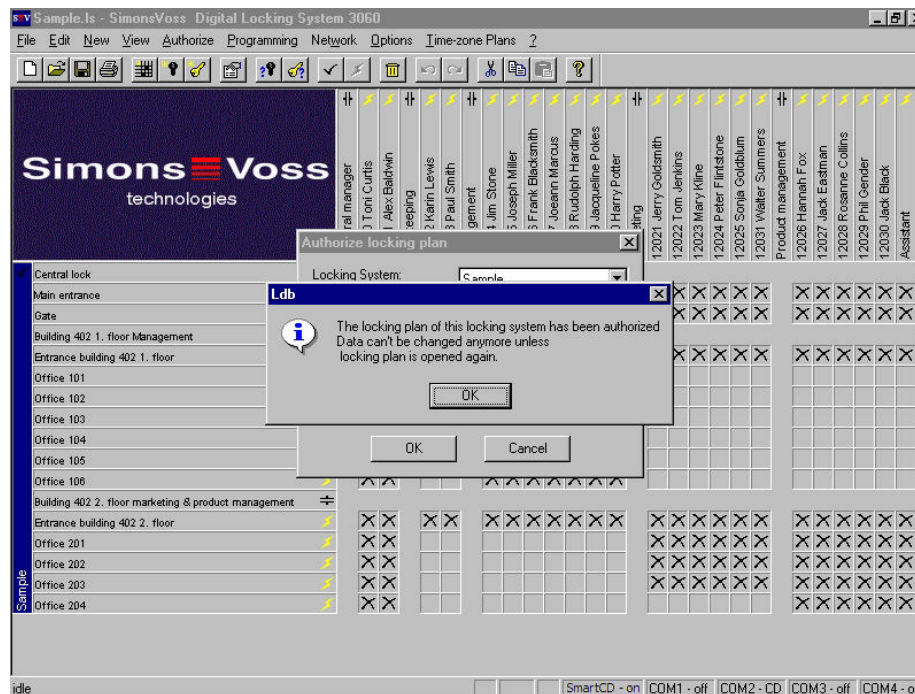 Sample.ls - SimonsVoss Digital Locking System 3060
File Edit New View Authorize Programming Network Options Time-zone Plans ?
Simons Voss
technologies
ral manager
0 Toni Curtis
Alex Baldwin
eeping
2 Karin Lewis
3 Paul Smith
gement
4 Jim Stone
5 Joseph Miller
6 Frank Blacksmith
7 Joeann Marcus
8 Rudolph Harding
9 Jacqueline Pokes
0 Harry Potter
eting
12021 Jerry Goldsmith
12022 Tom Jenkins
12023 Mary Kline
12024 Peter Flintstone
12025 Sonja Goldblum
12031 Walter Summers
Product management
12026 Hannah Fox
12027 Jack Eastman
12028 Rosanne Collins
12029 Phil Gender
12030 Jack Black
Assistant
Authorize locking plan
Locking System:
Sample
OK Cancel
Ldb
The locking plan of this locking system has been authorized
Data can't be changed anymore unless
locking plan is opened again.
OK
Sample
Central lock
Main entrance
Gate
Building 402 1. floor Management
Entrance building 402 1. floor
Office 101
Office 102
Office 103
Office 104
Office 105
Office 106
Building 402 2. floor marketing & product management
Entrance building 402 2. floor
Office 201
Office 202
Office 203
Office 204
idle SmartCD - on COM1 - off COM2 - CD COM3 - off COM4 - o